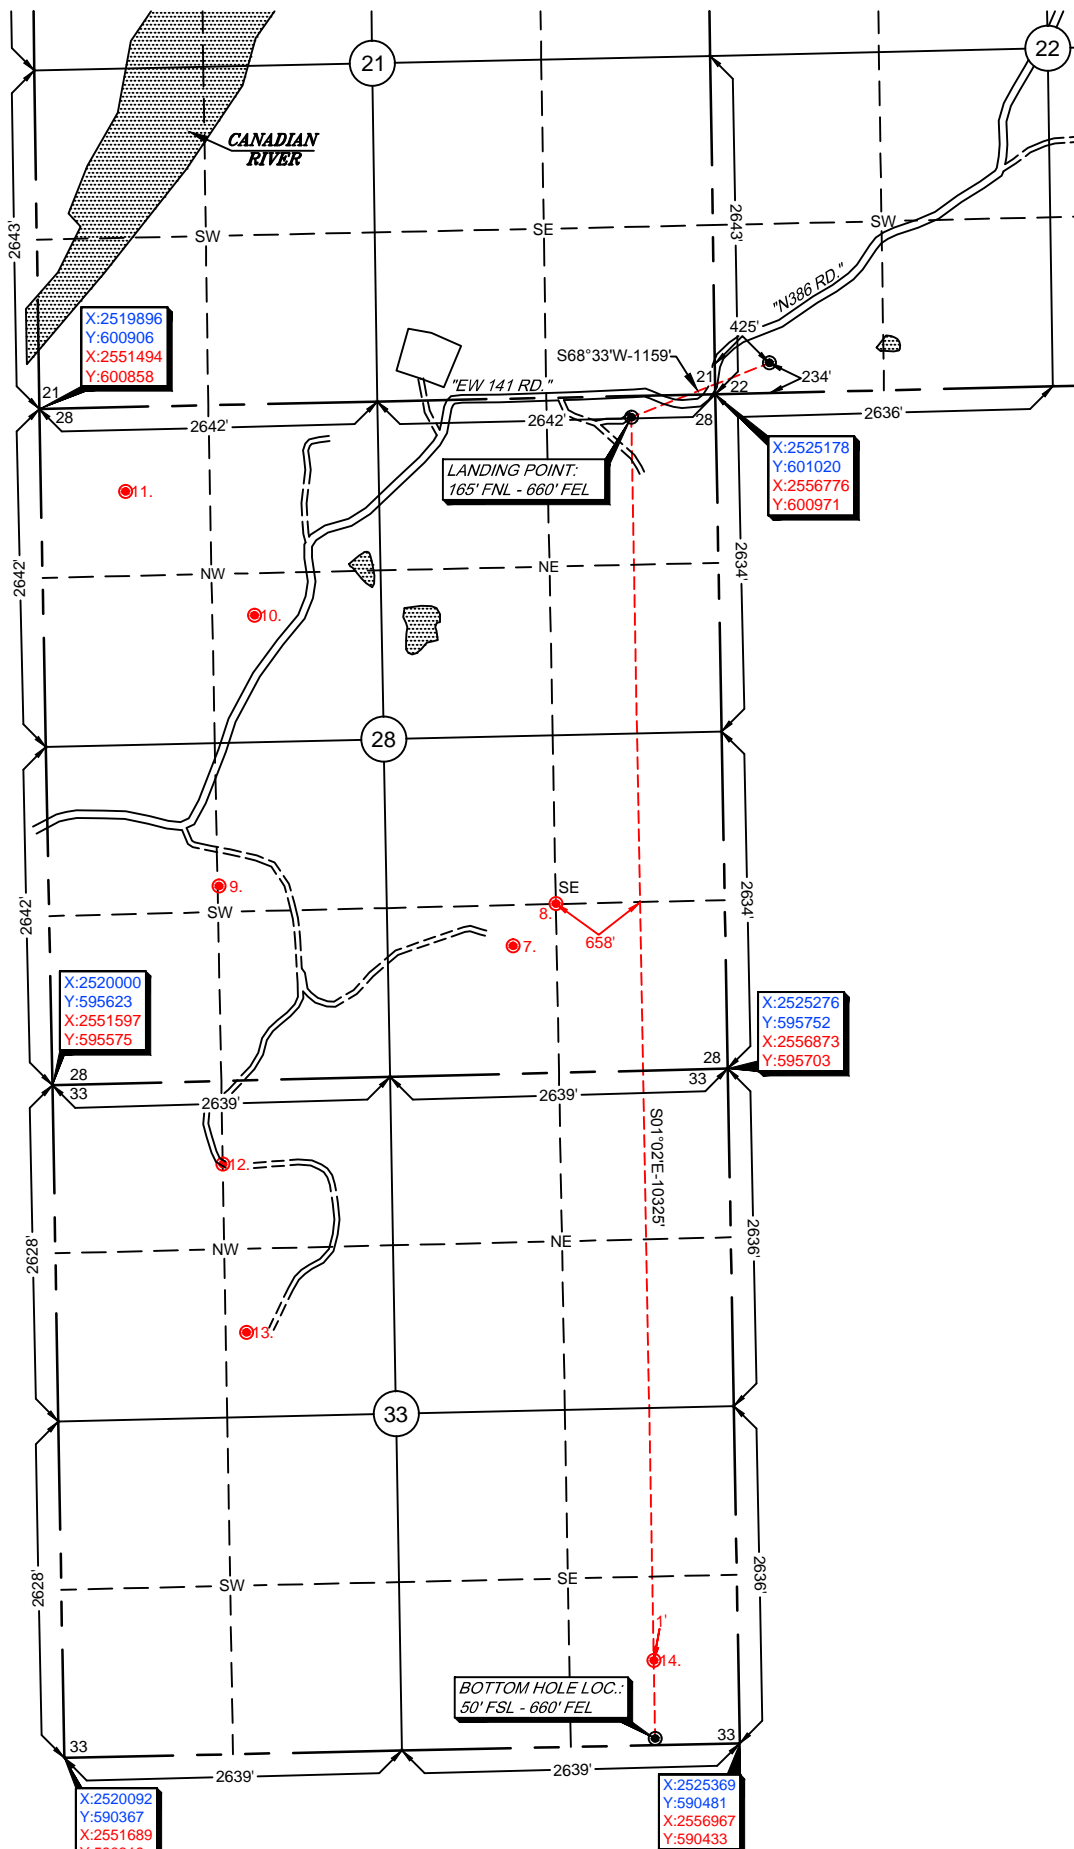 21
22
CANADIAN
RIVER
2643'
SW
SE
2643'
SW
"N386 RD."
X:2519896
Y:600906
X:2551494
Y:600858
425'
S68°33'W-1159'
234'
21
28
"EW 141 RD."
21
22
28
2642'
2642'
2636'
LANDING POINT:
165' FNL - 660' FEL
X:2525178
Y:601020
X:2556776
Y:600971
11.
2642'
NW
NE
2634'
10.
28
9.
SW
2642'
SE
8.
658'
7.
2634'
X:2520000
Y:595623
X:2551597
Y:595575
X:2525276
Y:595752
X:2556873
Y:595703
28
33
28
33
2639'
2639'
S01°02'E-10325'
12.
2628'
NW
NE
2636'
13.
33
2628'
SW
SE
2636'
1'
14.
BOTTOM HOLE LOC.:
50' FSL - 660' FEL
33
33
2639'
2639'
X:2520092
Y:590367
X:2551689
X:2525369
Y:590481
X:2556967
Y:590433